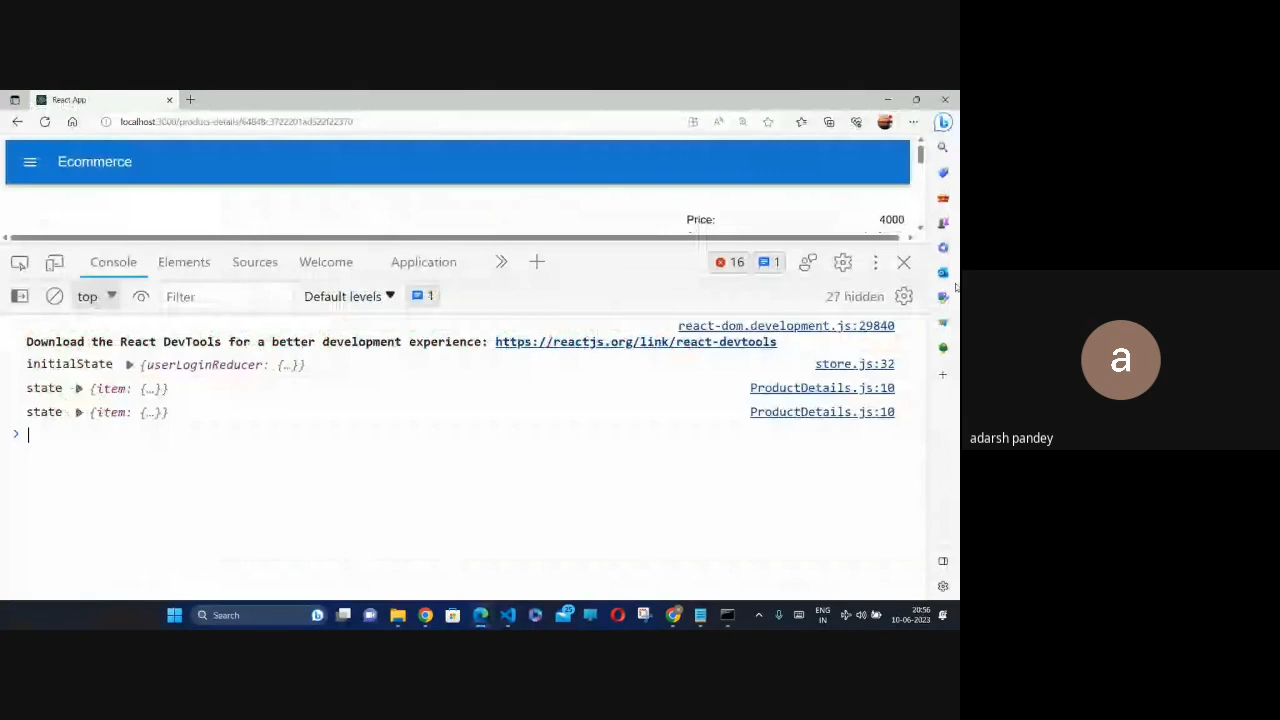 React App
Ecommerce
Price: 4000
Console Elements Sources Welcome Application 16 1
top Filter Default levels 1 27 hidden
react-dom.development.js:29840
Download the React DevTools for a better development experience: https://reactjs.org/link/react-devtools
initialState {userLoginReducer: {…}} store.js:32
state {item: {…}} ProductDetails.js:10
state {item: {…}} ProductDetails.js:10
a
adarsh pandey
Search ENG 20:56
IN 10-06-2023